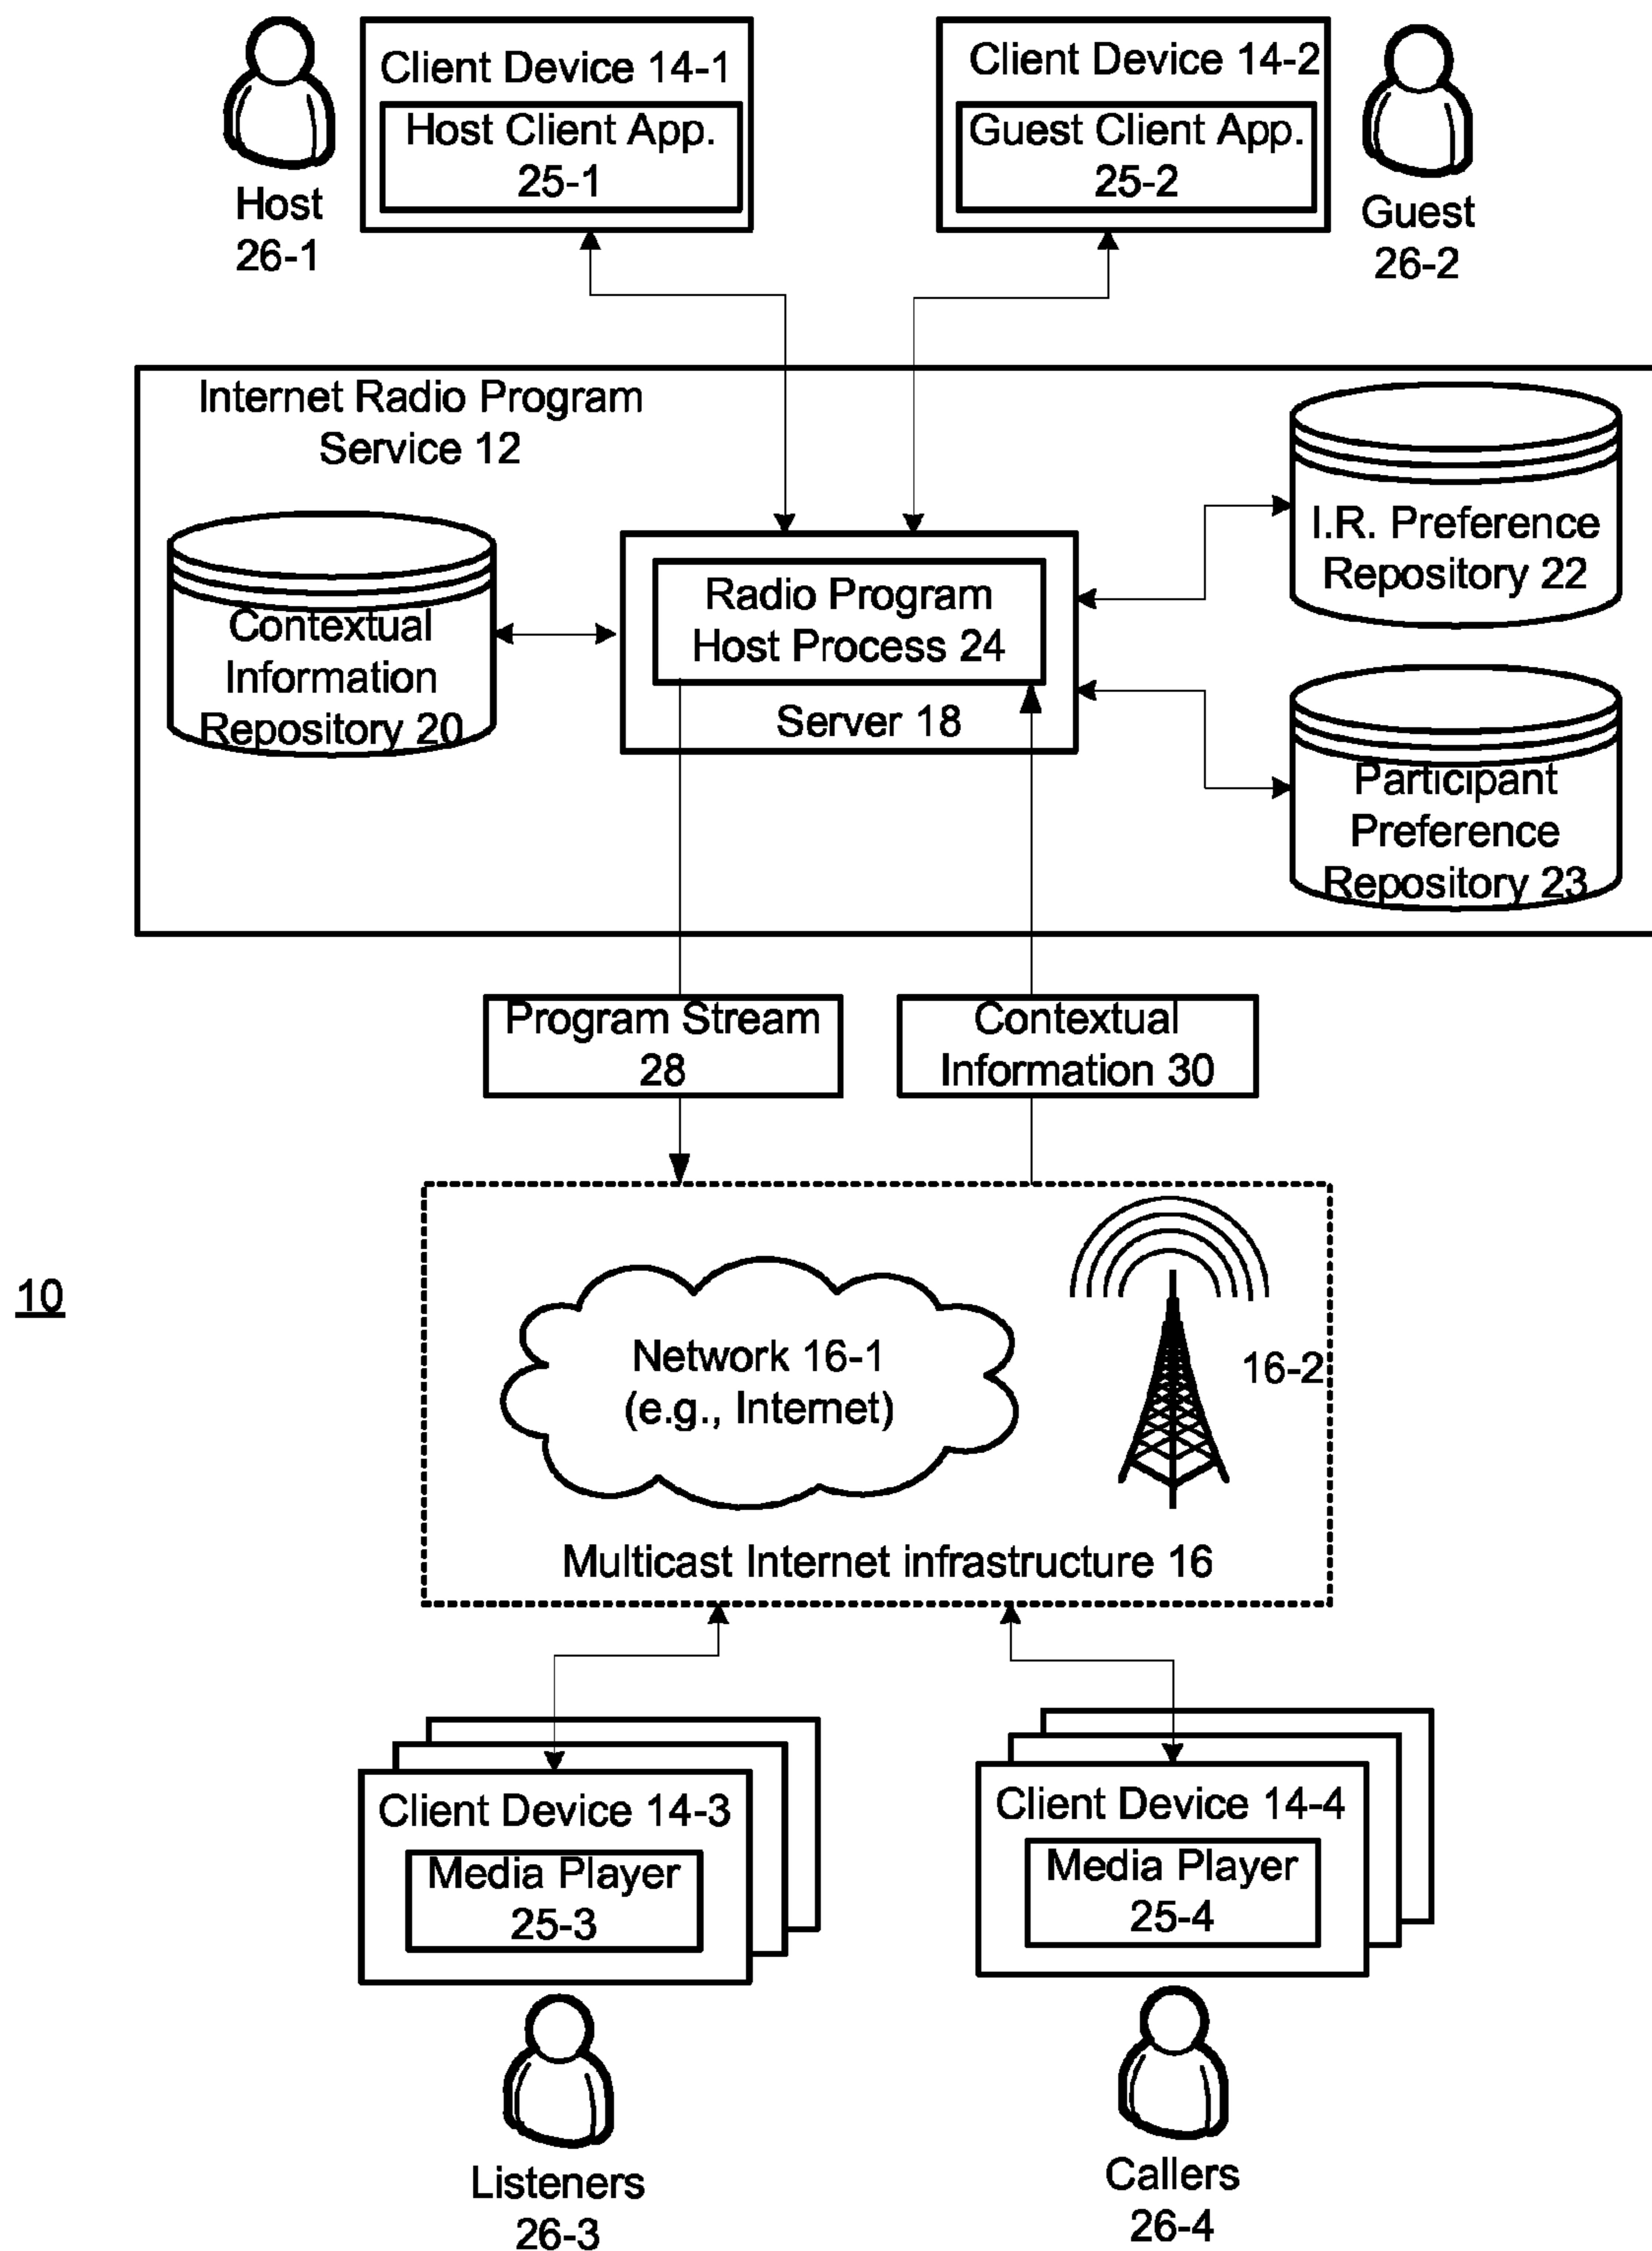 Client Device 14-1
Host Client App.
25-1
Host
26-1
Client Device 14-2
Guest Client App.
25-2
Guest
26-2
Internet Radio Program
Service 12
Contextual
Information
Repository 20
Radio Program
Host Process 24
Server 18
I.R. Preference
Repository 22
Participant
Preference
Repository 23
Program Stream
28
Contextual
Information 30
10
Network 16-1
(e.g., Internet)
16-2
Multicast Internet infrastructure 16
Client Device 14-3
Media Player
25-3
Listeners
26-3
Client Device 14-4
Media Player
25-4
Callers
26-4